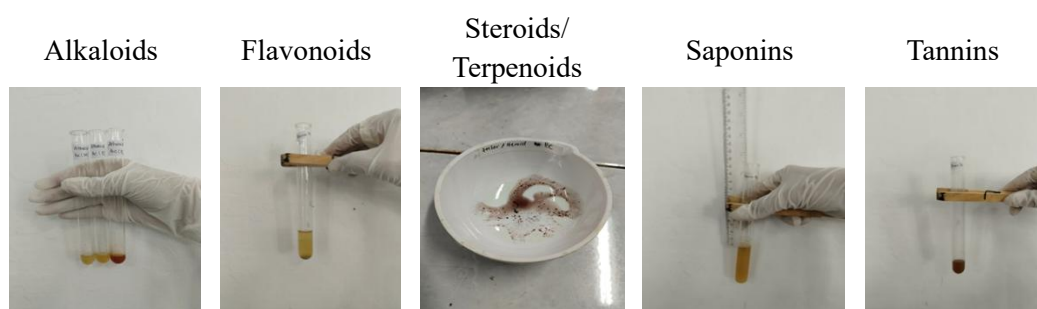 Alkaloids
Flavonoids
Steroids/
Terpenoids
Saponins
Tannins